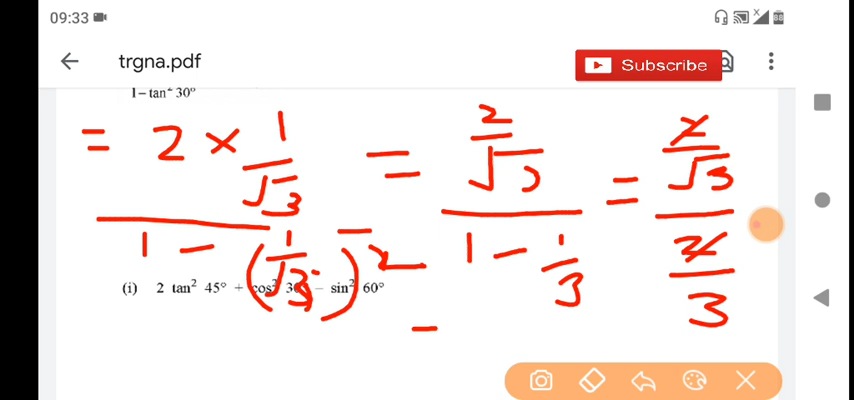 09:33
88
trgna.pdf
Subscribe
1−tan² 30°
= 2 × 1/√3 / 1 − (1/√3)² = 2/√3 / 1 − 1/3 = 2/√3 / 2/3
(i) 2 tan² 45° + cos² 30° − sin² 60°